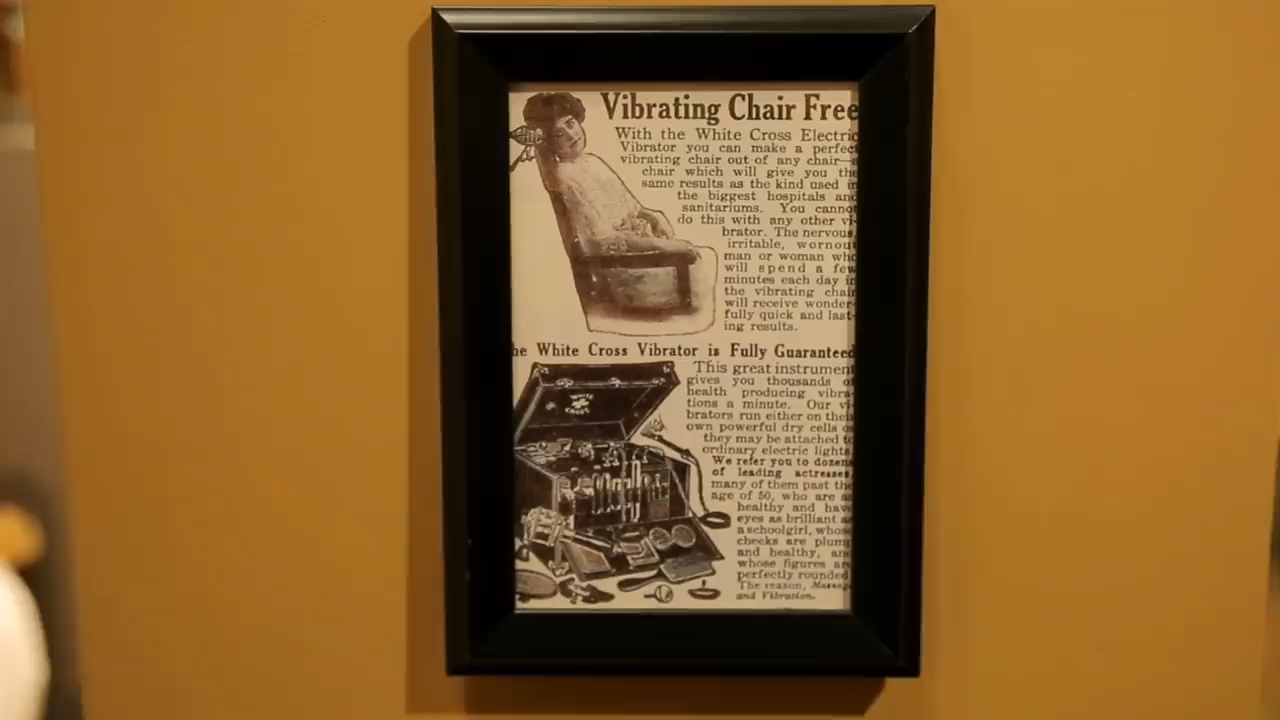 Vibrating Chair Free
With the White Cross Electric
Vibrator you can make a perfect
vibrating chair out of any chair—a
chair which will give you the
same results as the kind used in
the biggest hospitals and
sanitariums. You cannot
do this with any other vi-
brator. The nervous,
irritable, wornout
man or woman who
will spend a few
minutes each day in
the vibrating chair
will receive wonder-
fully quick and last-
ing results.
he White Cross Vibrator is Fully Guaranteed
WHITE
CROSS
This great instrument
gives you thousands of
health producing vibra-
tions a minute. Our vi-
brators run either on their
own powerful dry cells or
they may be attached to
ordinary electric lights.
We refer you to dozens
of leading actresses,
many of them past the
age of 50, who are as
healthy and have
eyes as brilliant as
a schoolgirl, whose
cheeks are plump
and healthy, and
whose figures are
perfectly rounded.
The reason, Massage
and Vibration.